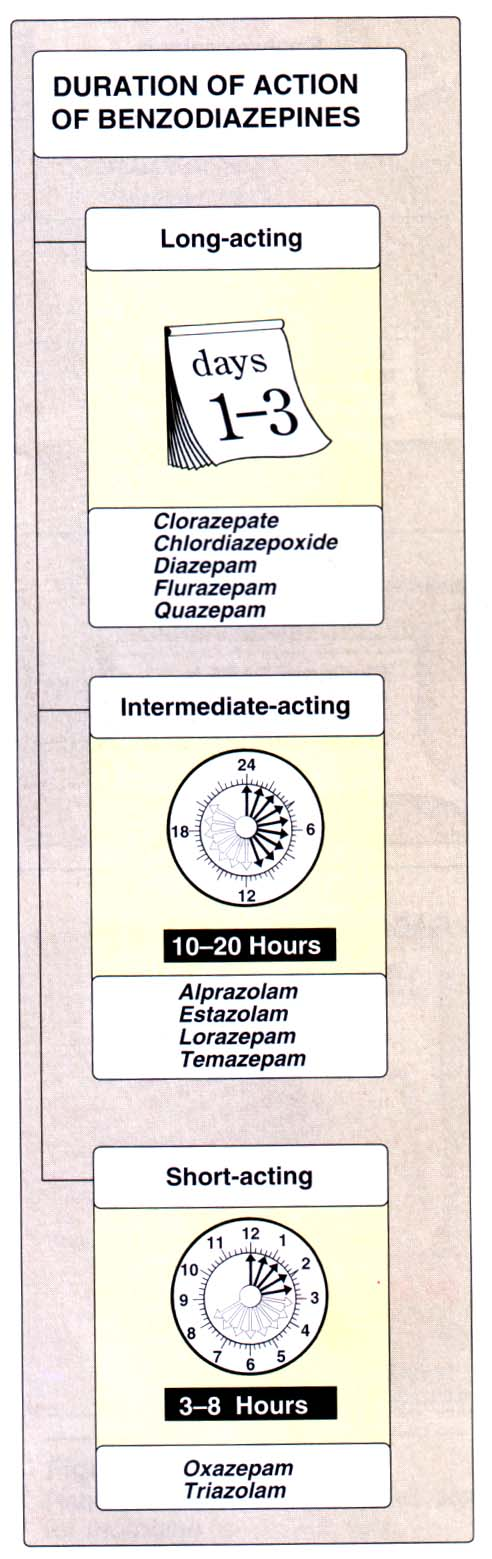 DURATION OF ACTION
OF BENZODIAZEPINES
Long-acting
days
1–3
Clorazepate
Chlordiazepoxide
Diazepam
Flurazepam
Quazepam
Intermediate-acting
24
18
6
12
10–20 Hours
Alprazolam
Estazolam
Lorazepam
Temazepam
Short-acting
12
11
1
10
2
9
3
8
4
7
5
6
3–8 Hours
Oxazepam
Triazolam